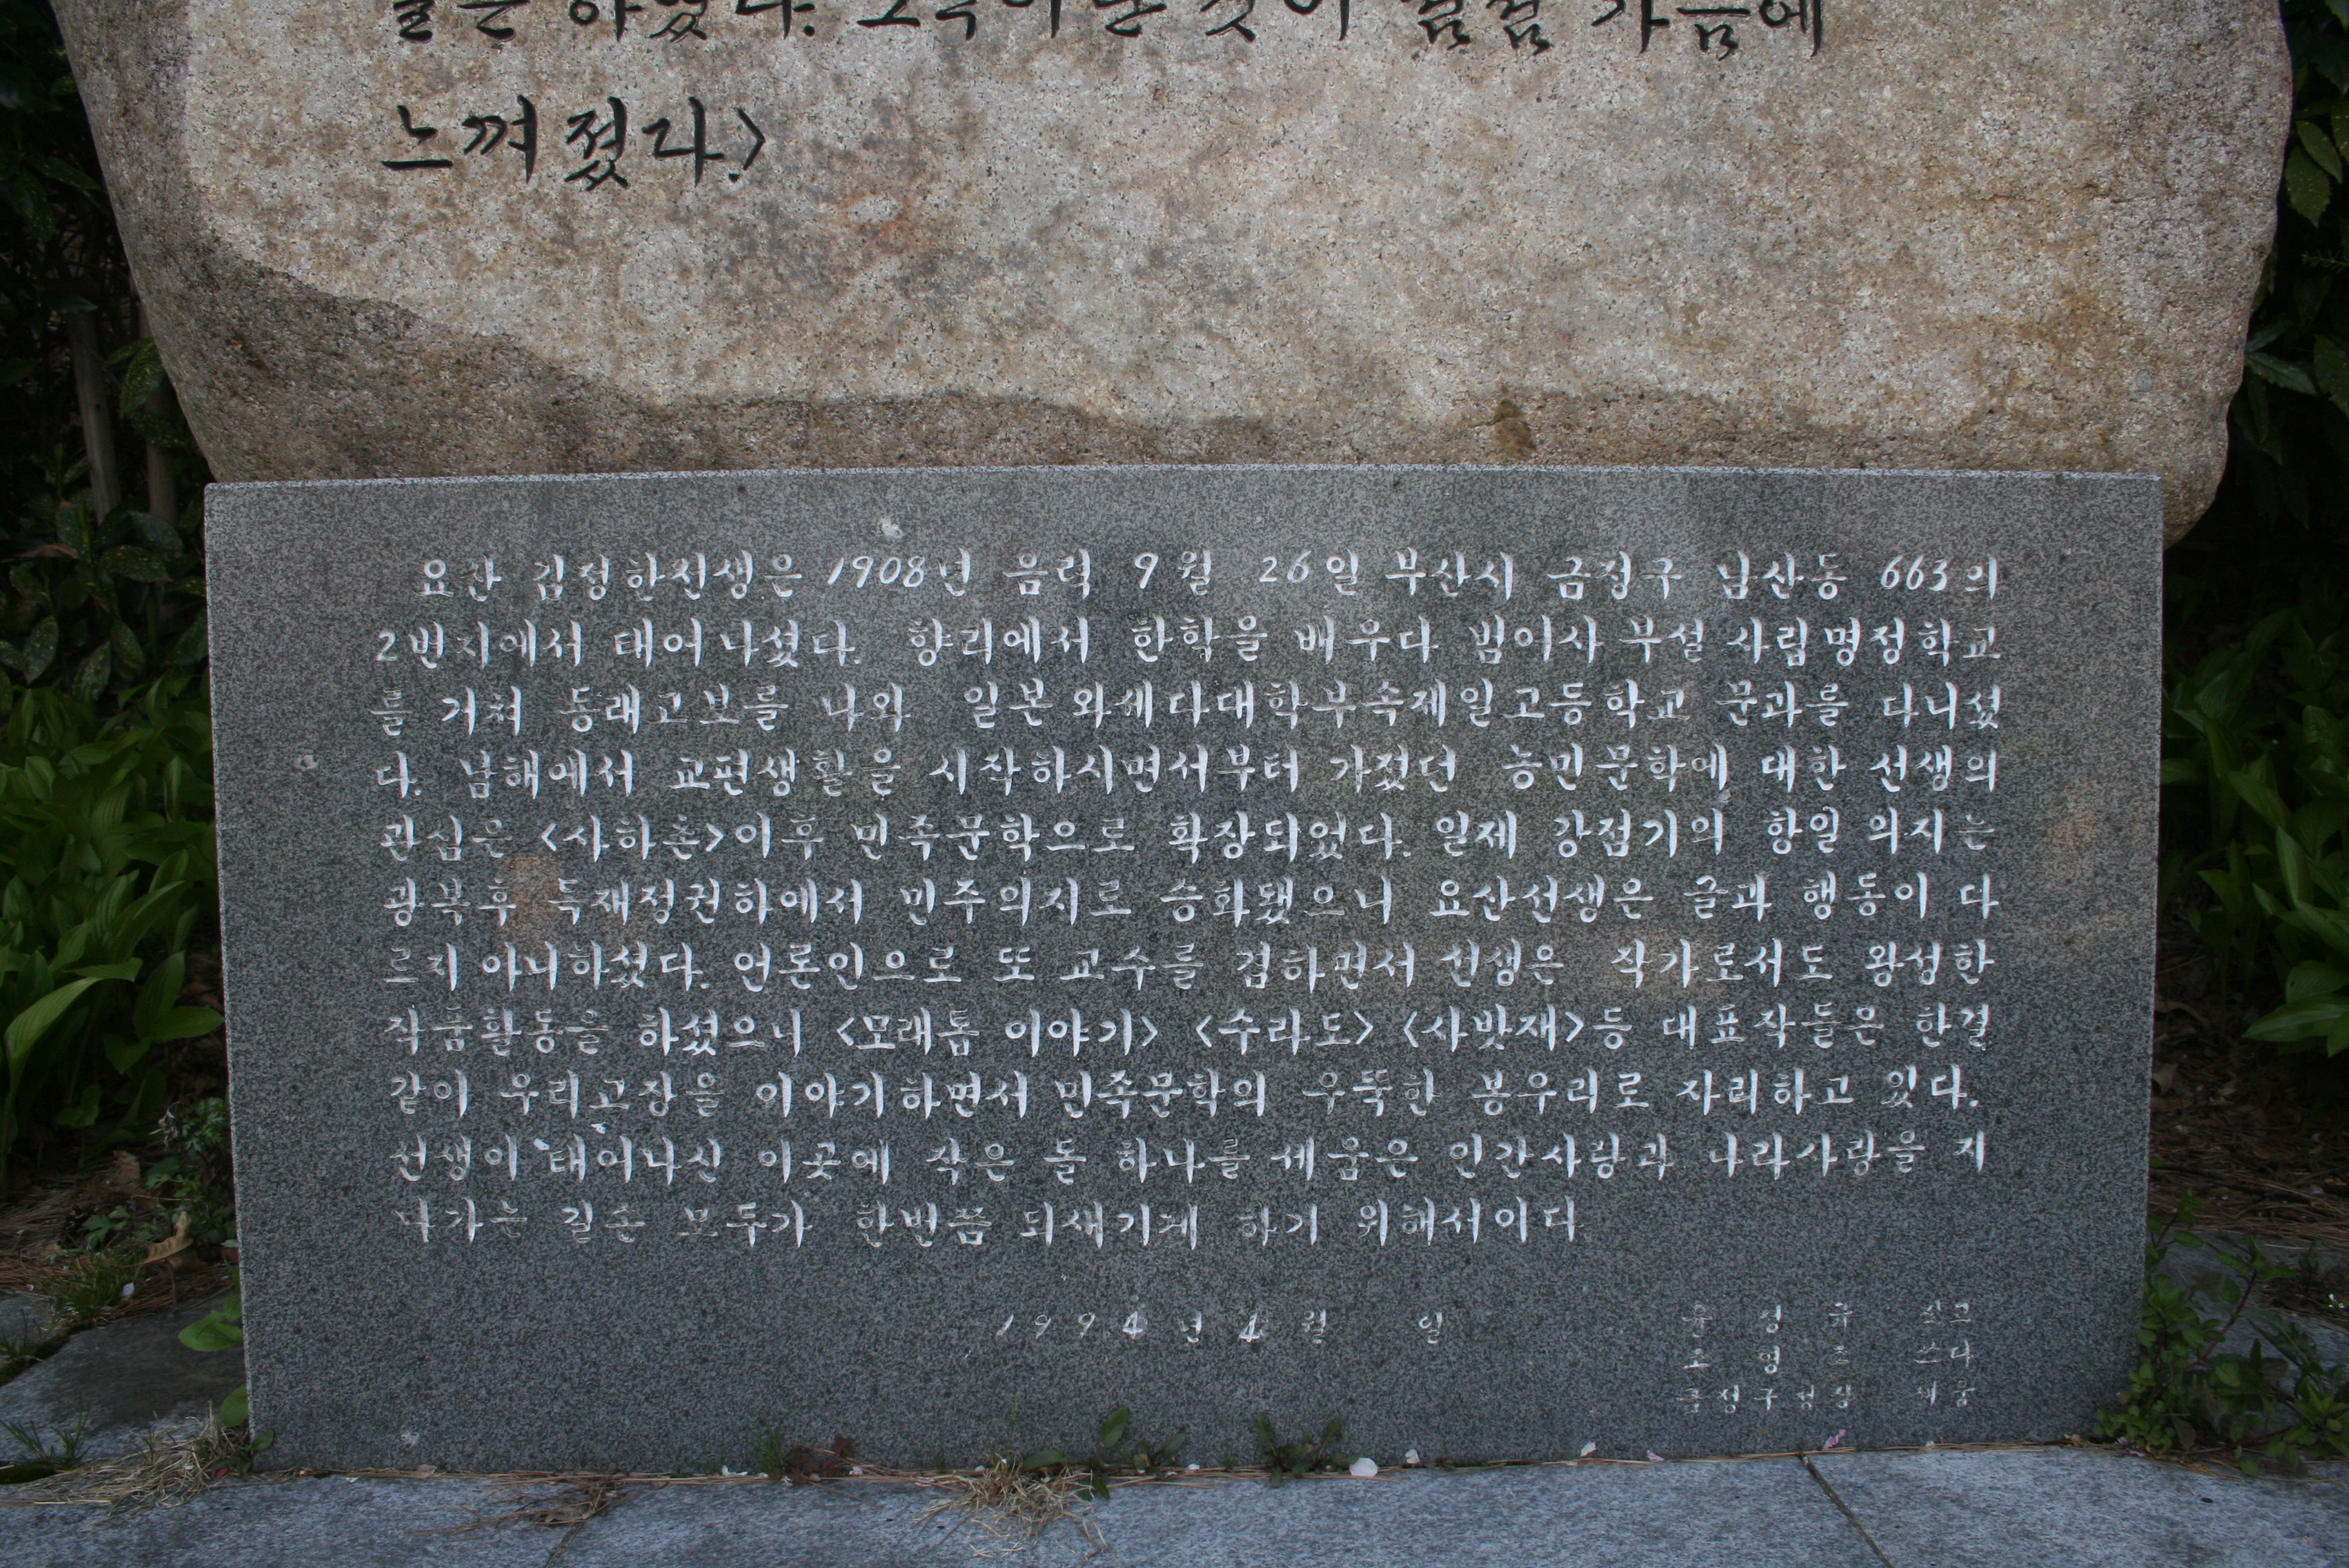 하였다.
느껴졌다.>
요산 김정한선생은 1908년 음력 9월 26일 부산시 금정구 남산동 663의
2번지에서 태어나셨다. 향리에서 한학을 배우다 범어사 부설 사립명정학교
를 기쳐 동래고보를 나와 일본 와세다대학부속제일고등학교 문과를 다니셨
다. 남해에서 교편생활을 시작하시면서부터 가졌던 농민문학에 대한 선생의
관심은 <사하촌>이후 민족문학으로 확장되었다. 일제 강점기의 항일 의지는
광복후 독재정권하에서 민주의지로 승화됐으니 요산선생은 글과 행동이 다
르지 아니하셨다. 언론인으로 또 교수를 겸하면서 선생은 작가로서도 왕성한
작품활동을 하셨으니 <모래톱 이야기> <수라도> <사밧재>등 대표작들은 한결
같이 우리고장을 이야기하면서 민족문학의 우뚝한 봉우리로 자리하고 있다.
선생이 태어나신 이곳에 작은 돌 하나를 세움은 인간사랑과 나라사랑을 지
나가는 길손 모두가 한반쯤 되새기게 하기 위해서이다
1994년 4월 일
짓고
쓰다
세움